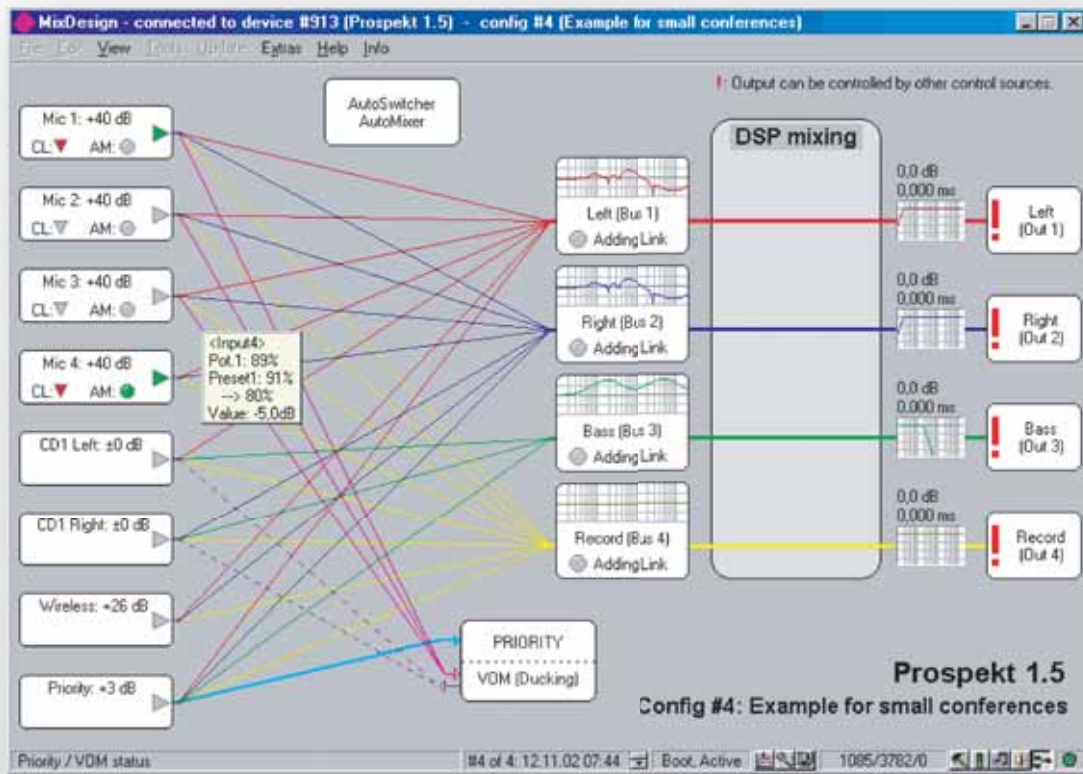 MixDesign - connected to device #913 (Prospekt 1.5) - config #4 (Example for small conferences)
File Edit View Tools Update Extras Help Info
AutoSwitcher
AutoMixer
!: Output can be controlled by other control sources.
Mic 1: +40 dB
CL: AM:
Mic 2: +40 dB
CL: AM:
Mic 3: +40 dB
CL: AM:
Mic 4: +40 dB
CL: AM:
CD1 Left: ±0 dB
CD1 Right: ±0 dB
Wireless: +26 dB
Priority: +3 dB
<Input4>
Pot.1: 89%
Preset1: 91%
--> 80%
Value: -5,0dB
Left (Bus 1)
AddingLink
Right (Bus 2)
AddingLink
Bass (Bus 3)
AddingLink
Record (Bus 4)
AddingLink
PRIORITY
VOM (Ducking)
DSP mixing
0,0 dB
0,000 ms
Left
(Out 1)
0,0 dB
0,000 ms
Right
(Out 2)
0,0 dB
0,000 ms
Bass
(Out 3)
0,0 dB
0,000 ms
Record
(Out 4)
Prospekt 1.5
Config #4: Example for small conferences
Priority / VOM status
#4 of 4: 12.11.02 07:44
Boot, Active
1085/3782/0